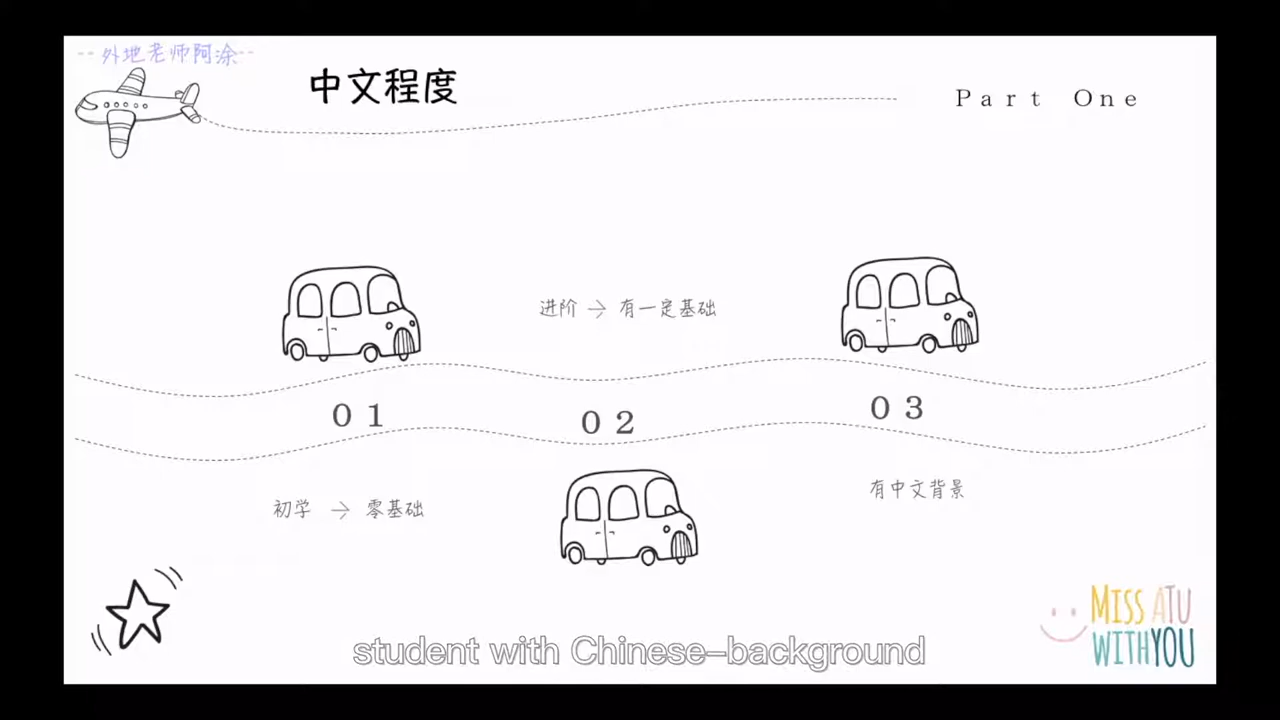 --外地老师阿涂--
中文程度
Part One
进阶 → 有一定基础
01
02
03
初学 → 零基础
有中文背景
student with Chinese-background
MISS ATU
WITHYOU